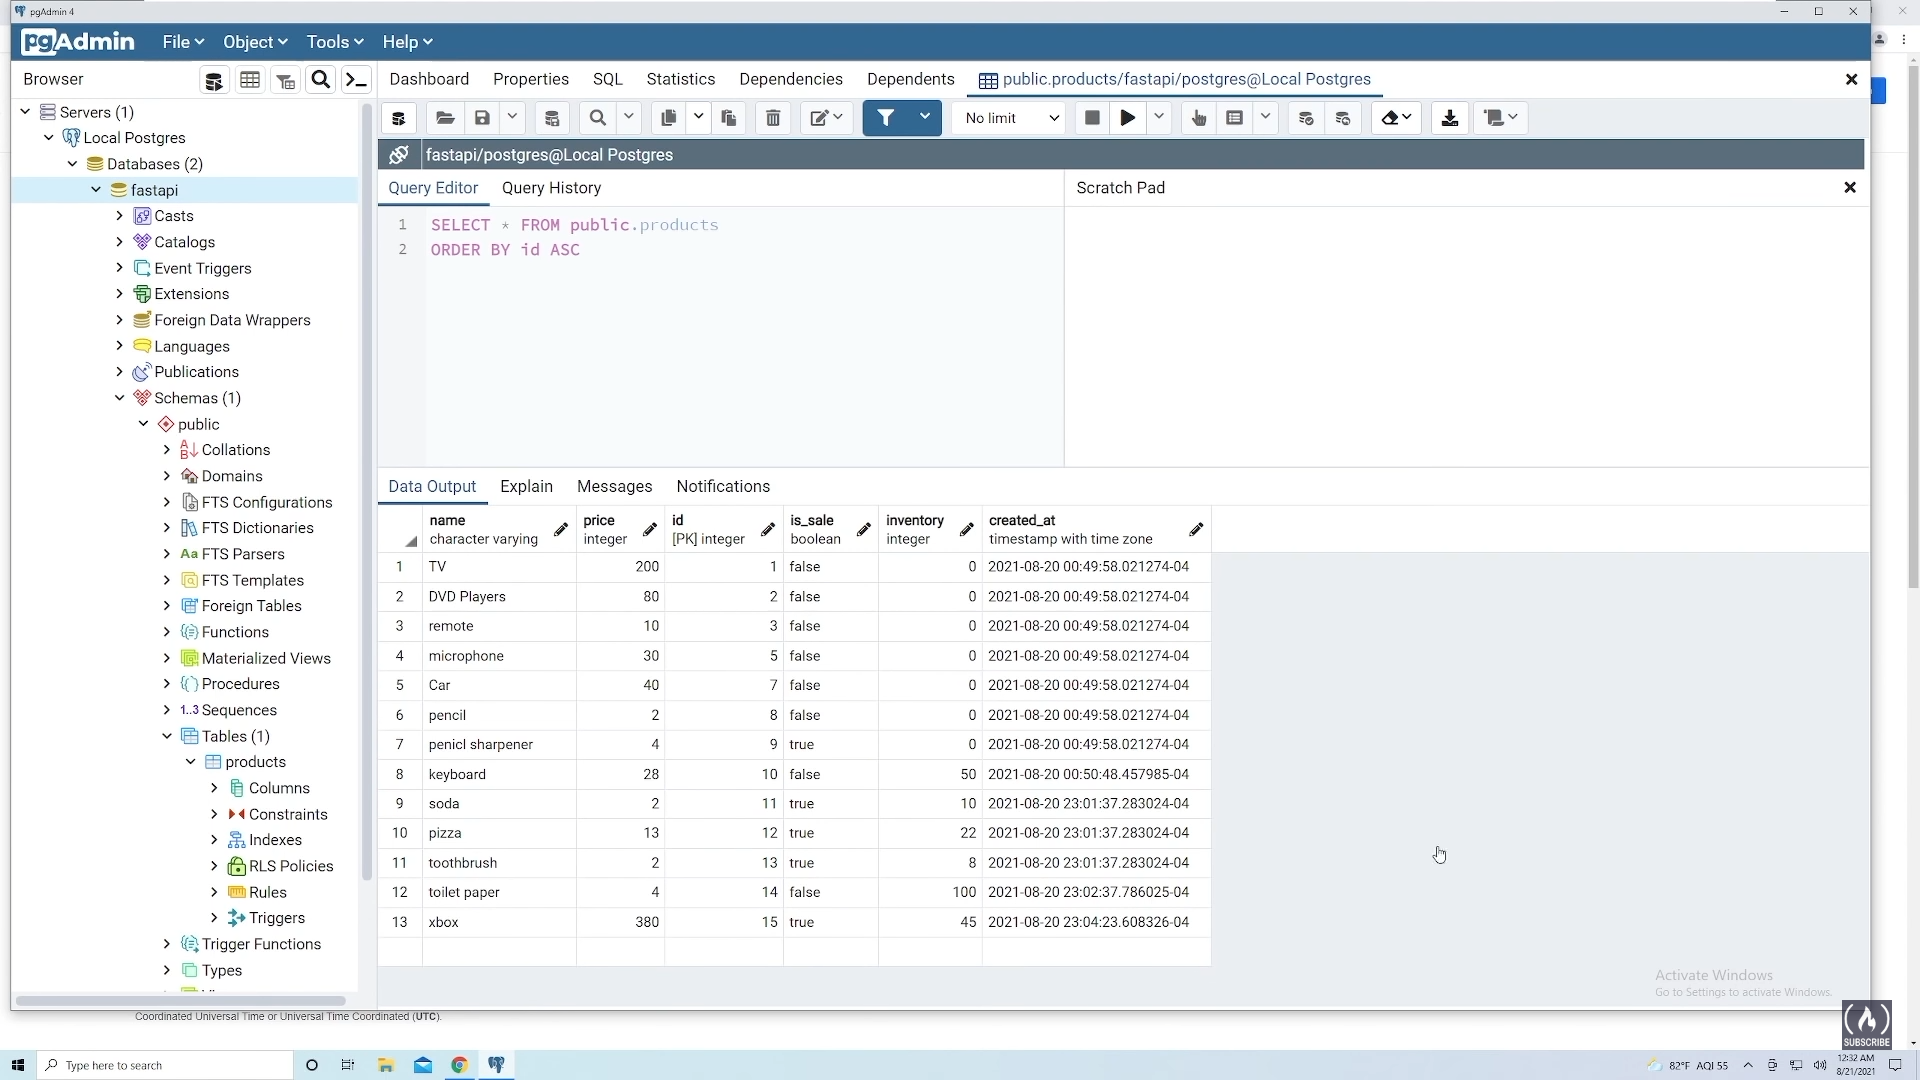 pgAdmin 4
pgAdmin
File
Object
Tools
Help
Browser
Dashboard
Properties
SQL
Statistics
Dependencies
Dependents
public.products/fastapi/postgres@Local Postgres
No limit
fastapi/postgres@Local Postgres
Query Editor
Query History
Scratch Pad
1 SELECT * FROM public.products
2 ORDER BY id ASC
Servers (1)
Local Postgres
Databases (2)
fastapi
Casts
Catalogs
Event Triggers
Extensions
Foreign Data Wrappers
Languages
Publications
Schemas (1)
public
Collations
Domains
FTS Configurations
FTS Dictionaries
Aa FTS Parsers
FTS Templates
Foreign Tables
Functions
Materialized Views
Procedures
1..3 Sequences
Tables (1)
products
Columns
Constraints
Indexes
RLS Policies
Rules
Triggers
Trigger Functions
Types
Data Output
Explain
Messages
Notifications
name price id is_sale inventory created_at
character varying integer [PK] integer boolean integer timestamp with time zone
1 TV 200 1 false 0 2021-08-20 00:49:58.021274-04
2 DVD Players 80 2 false 0 2021-08-20 00:49:58.021274-04
3 remote 10 3 false 0 2021-08-20 00:49:58.021274-04
4 microphone 30 5 false 0 2021-08-20 00:49:58.021274-04
5 Car 40 7 false 0 2021-08-20 00:49:58.021274-04
6 pencil 2 8 false 0 2021-08-20 00:49:58.021274-04
7 penicl sharpener 4 9 true 0 2021-08-20 00:49:58.021274-04
8 keyboard 28 10 false 50 2021-08-20 00:50:48.457985-04
9 soda 2 11 true 10 2021-08-20 23:01:37.283024-04
10 pizza 13 12 true 22 2021-08-20 23:01:37.283024-04
11 toothbrush 2 13 true 8 2021-08-20 23:01:37.283024-04
12 toilet paper 4 14 false 100 2021-08-20 23:02:37.786025-04
13 xbox 380 15 true 45 2021-08-20 23:04:23.608326-04
Activate Windows
Go to Settings to activate Windows.
Coordinated Universal Time or Universal Time Coordinated (UTC).
SUBSCRIBE
Type here to search
82°F AQI 55
12:32 AM
8/21/2021